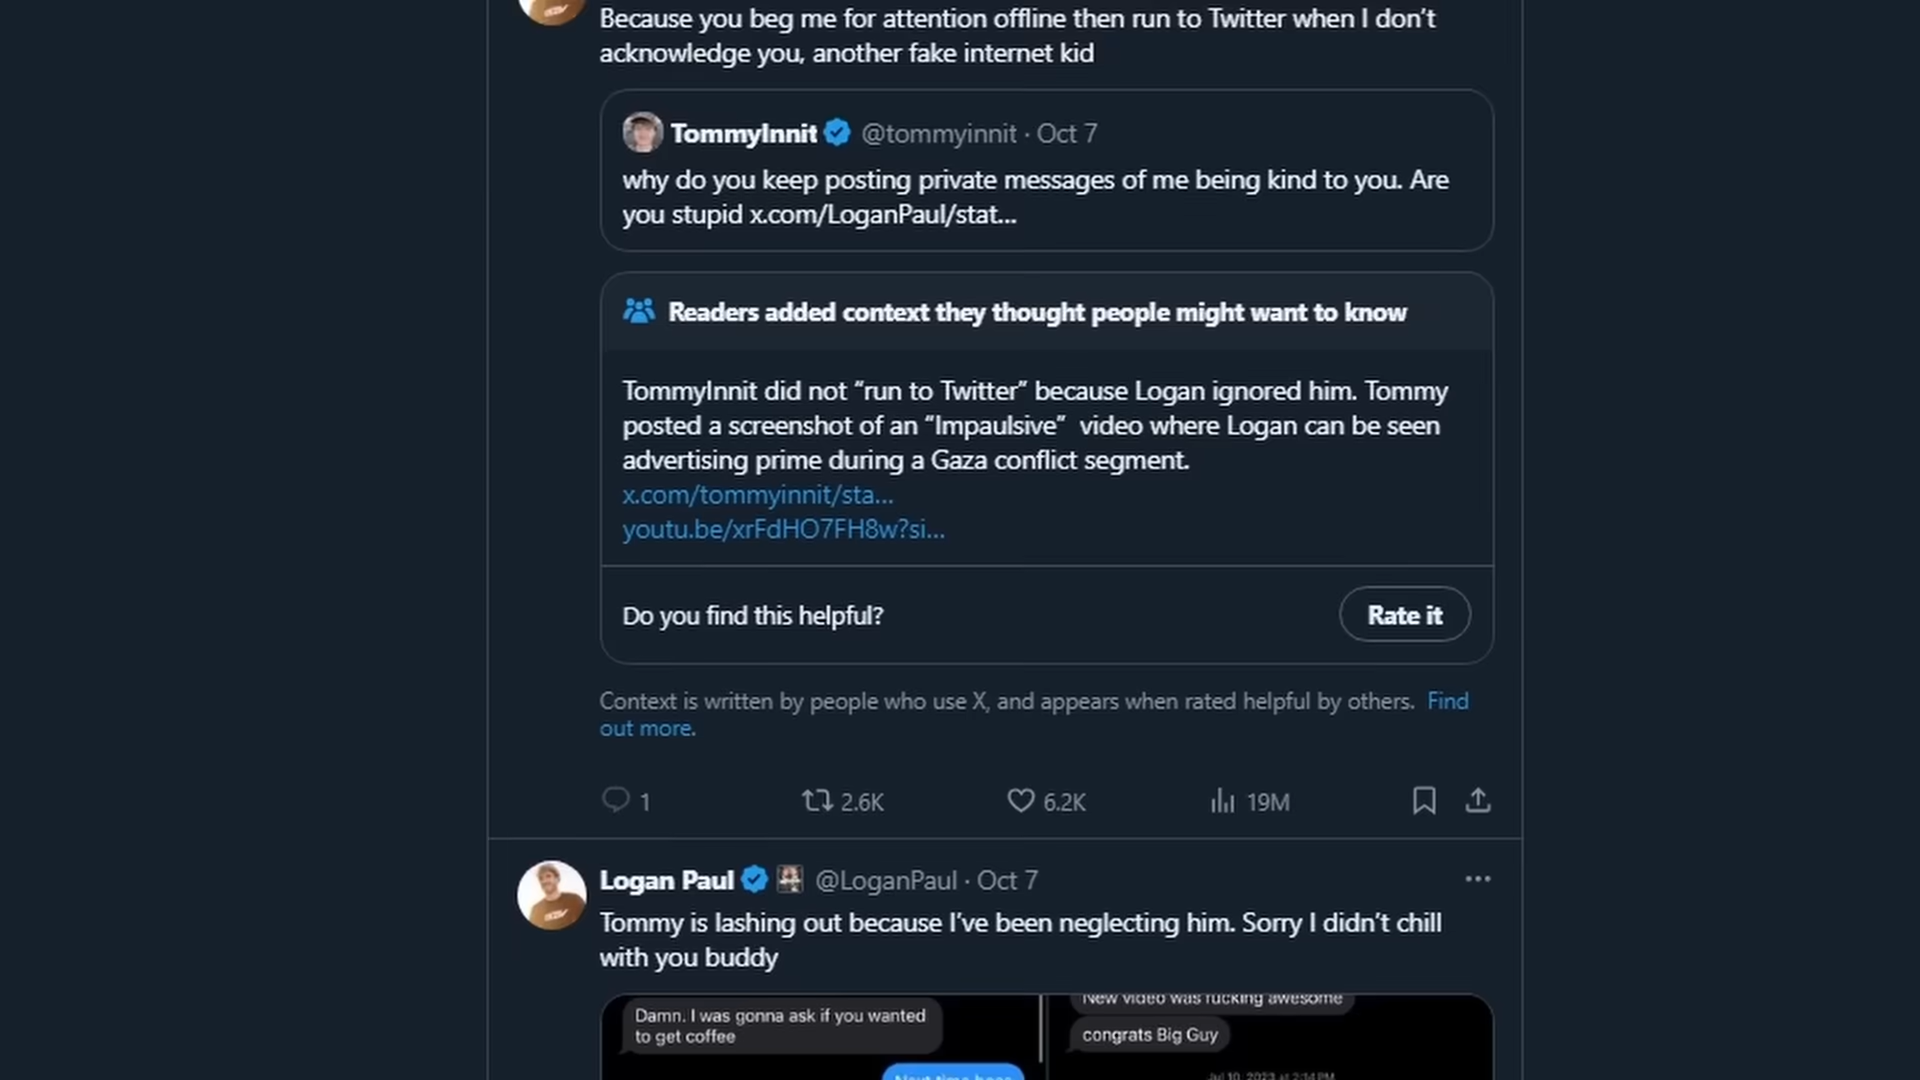 Because you beg me for attention offline then run to Twitter when I don’t
acknowledge you, another fake internet kid
TommyInnit @tommyinnit · Oct 7
why do you keep posting private messages of me being kind to you. Are
you stupid x.com/LoganPaul/stat...
Readers added context they thought people might want to know
TommyInnit did not “run to Twitter” because Logan ignored him. Tommy
posted a screenshot of an “Impaulsive” video where Logan can be seen
advertising prime during a Gaza conflict segment.
x.com/tommyinnit/sta...
youtu.be/xrFdHO7FH8w?si...
Do you find this helpful?
Rate it
Context is written by people who use X, and appears when rated helpful by others. Find
out more.
1 2.6K 6.2K 19M
Logan Paul @LoganPaul · Oct 7
Tommy is lashing out because I’ve been neglecting him. Sorry I didn’t chill
with you buddy
Damn. I was gonna ask if you wanted
to get coffee
Next time boss
New video was fucking awesome
congrats Big Guy
Jul 10, 2023 at 2:14 PM